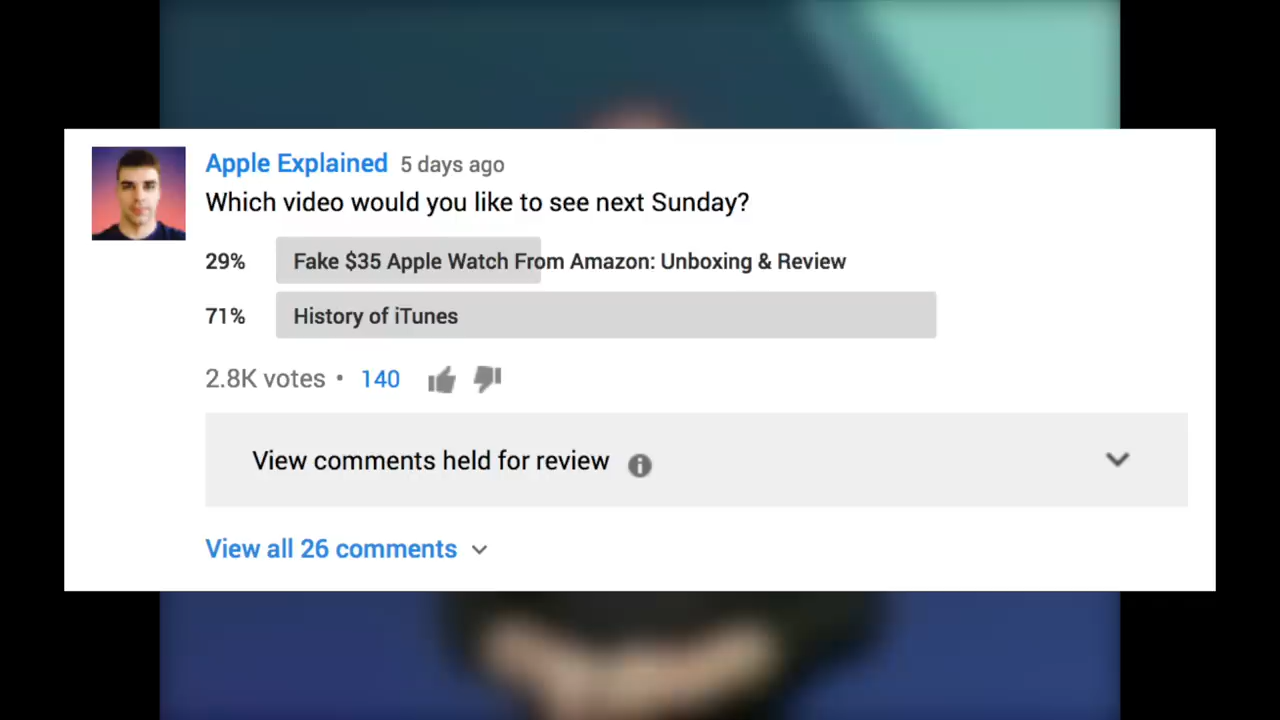 Apple Explained 5 days ago
Which video would you like to see next Sunday?
29% Fake $35 Apple Watch From Amazon: Unboxing & Review
71% History of iTunes
2.8K votes • 140
View comments held for review
View all 26 comments